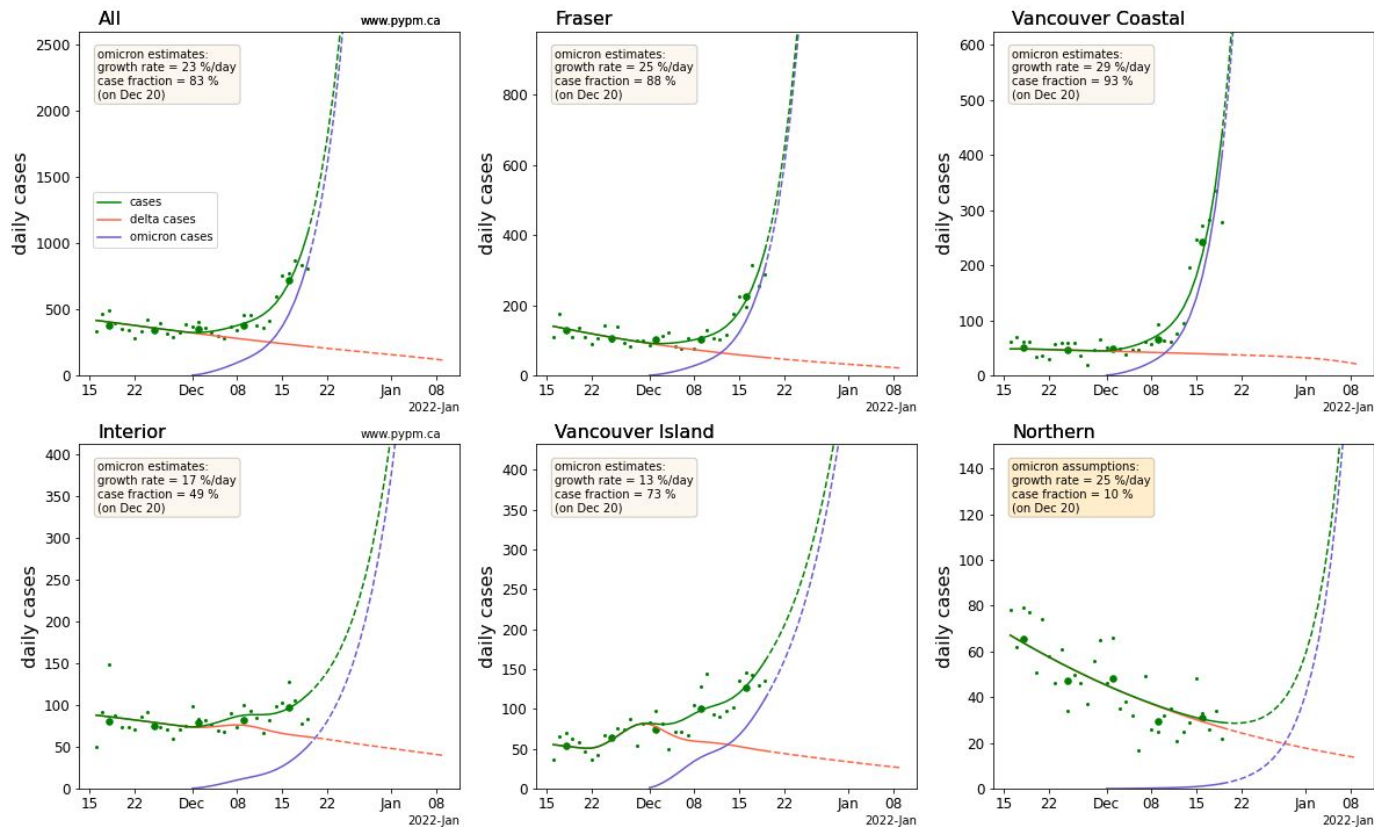 All
www.pypm.ca
omicron estimates:
growth rate = 23 %/day
case fraction = 83 %
(on Dec 20)
cases
delta cases
omicron cases
daily cases
2500
2000
1500
1000
500
0
15
22
Dec
08
15
22
Jan
08
2022-Jan
Fraser
omicron estimates:
growth rate = 25 %/day
case fraction = 88 %
(on Dec 20)
daily cases
800
600
400
200
0
15
22
Dec
08
15
22
Jan
08
2022-Jan
Vancouver Coastal
omicron estimates:
growth rate = 29 %/day
case fraction = 93 %
(on Dec 20)
daily cases
600
500
400
300
200
100
0
15
22
Dec
08
15
22
Jan
08
2022-Jan
Interior
www.pypm.ca
omicron estimates:
growth rate = 17 %/day
case fraction = 49 %
(on Dec 20)
daily cases
400
350
300
250
200
150
100
50
0
15
22
Dec
08
15
22
Jan
08
2022-Jan
Vancouver Island
omicron estimates:
growth rate = 13 %/day
case fraction = 73 %
(on Dec 20)
daily cases
400
350
300
250
200
150
100
50
0
15
22
Dec
08
15
22
Jan
08
2022-Jan
Northern
omicron assumptions:
growth rate = 25 %/day
case fraction = 10 %
(on Dec 20)
daily cases
140
120
100
80
60
40
20
0
15
22
Dec
08
15
22
Jan
08
2022-Jan